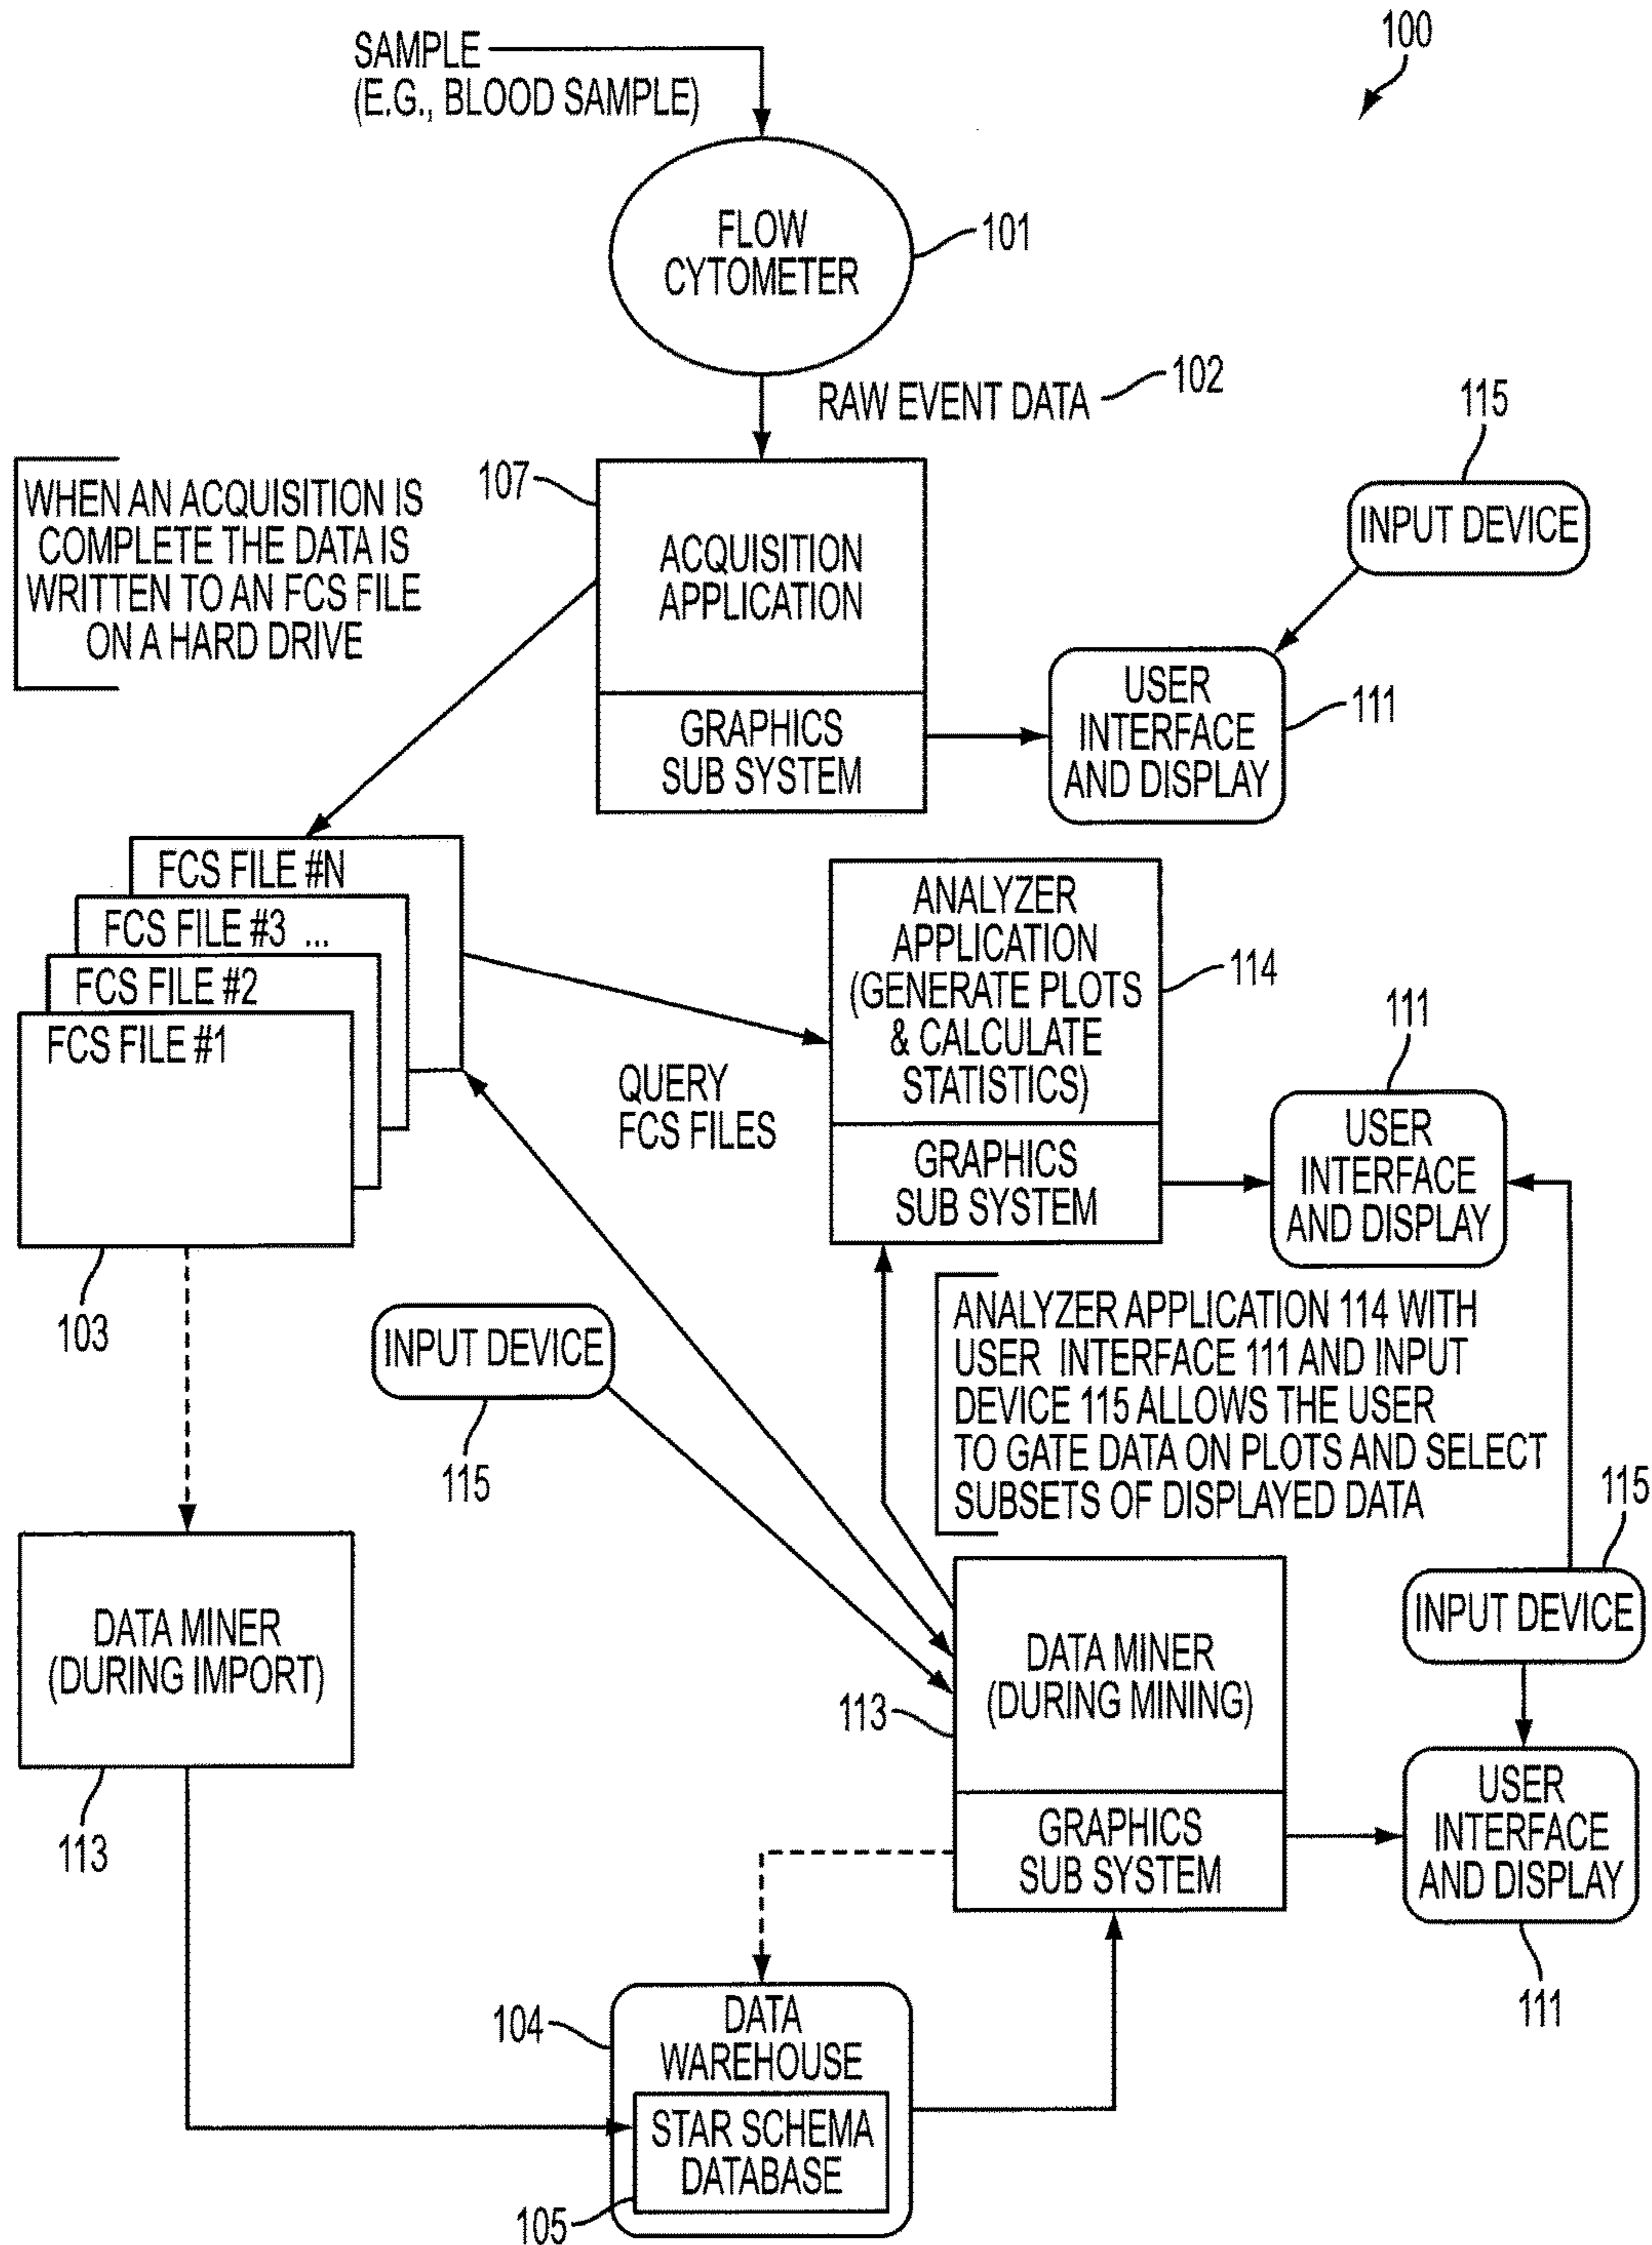 100
SAMPLE
(E.G., BLOOD SAMPLE)
FLOW
CYTOMETER
101
RAW EVENT DATA
102
115
INPUT DEVICE
WHEN AN ACQUISITION IS
COMPLETE THE DATA IS
WRITTEN TO AN FCS FILE
ON A HARD DRIVE
107
ACQUISITION
APPLICATION
GRAPHICS
SUB SYSTEM
USER
INTERFACE
AND DISPLAY
111
FCS FILE #N
FCS FILE #3 ...
FCS FILE #2
FCS FILE #1
103
QUERY
FCS FILES
ANALYZER
APPLICATION
(GENERATE PLOTS
& CALCULATE
STATISTICS)
114
GRAPHICS
SUB SYSTEM
111
USER
INTERFACE
AND DISPLAY
INPUT DEVICE
115
ANALYZER APPLICATION 114 WITH
USER INTERFACE 111 AND INPUT
DEVICE 115 ALLOWS THE USER
TO GATE DATA ON PLOTS AND SELECT
SUBSETS OF DISPLAYED DATA
115
INPUT DEVICE
DATA MINER
(DURING IMPORT)
113
DATA MINER
(DURING MINING)
113
GRAPHICS
SUB SYSTEM
USER
INTERFACE
AND DISPLAY
111
104
DATA
WAREHOUSE
STAR SCHEMA
DATABASE
105